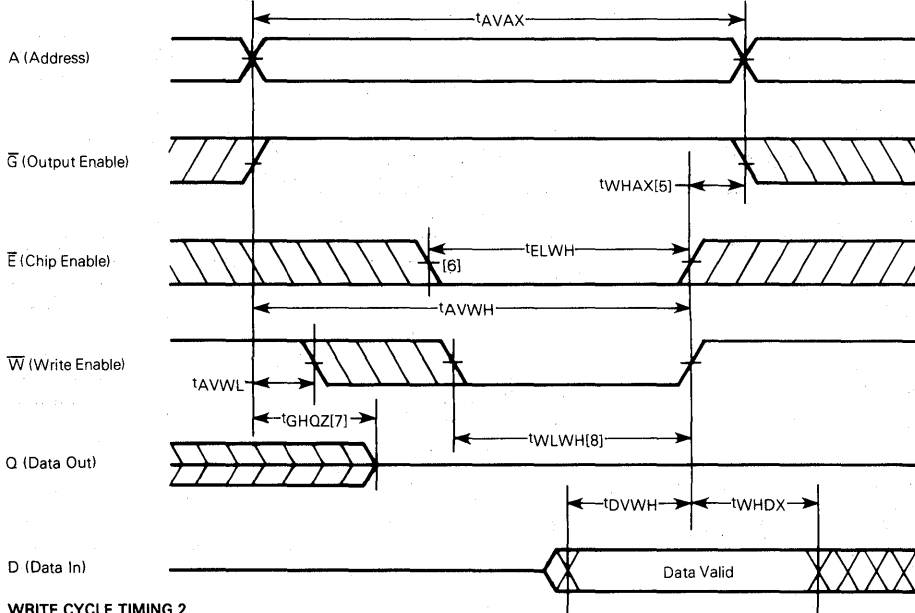 tAVAX
A (Address)
G̅ (Output Enable)
tWHAX[5]
E̅ (Chip Enable)
tELWH
[6]
tAVWH
W̅ (Write Enable)
tAVWL
tGHQZ[7]
tWLWH[8]
Q (Data Out)
tDVWH
tWHDX
D (Data In)
Data Valid
WRITE CYCLE TIMING 2